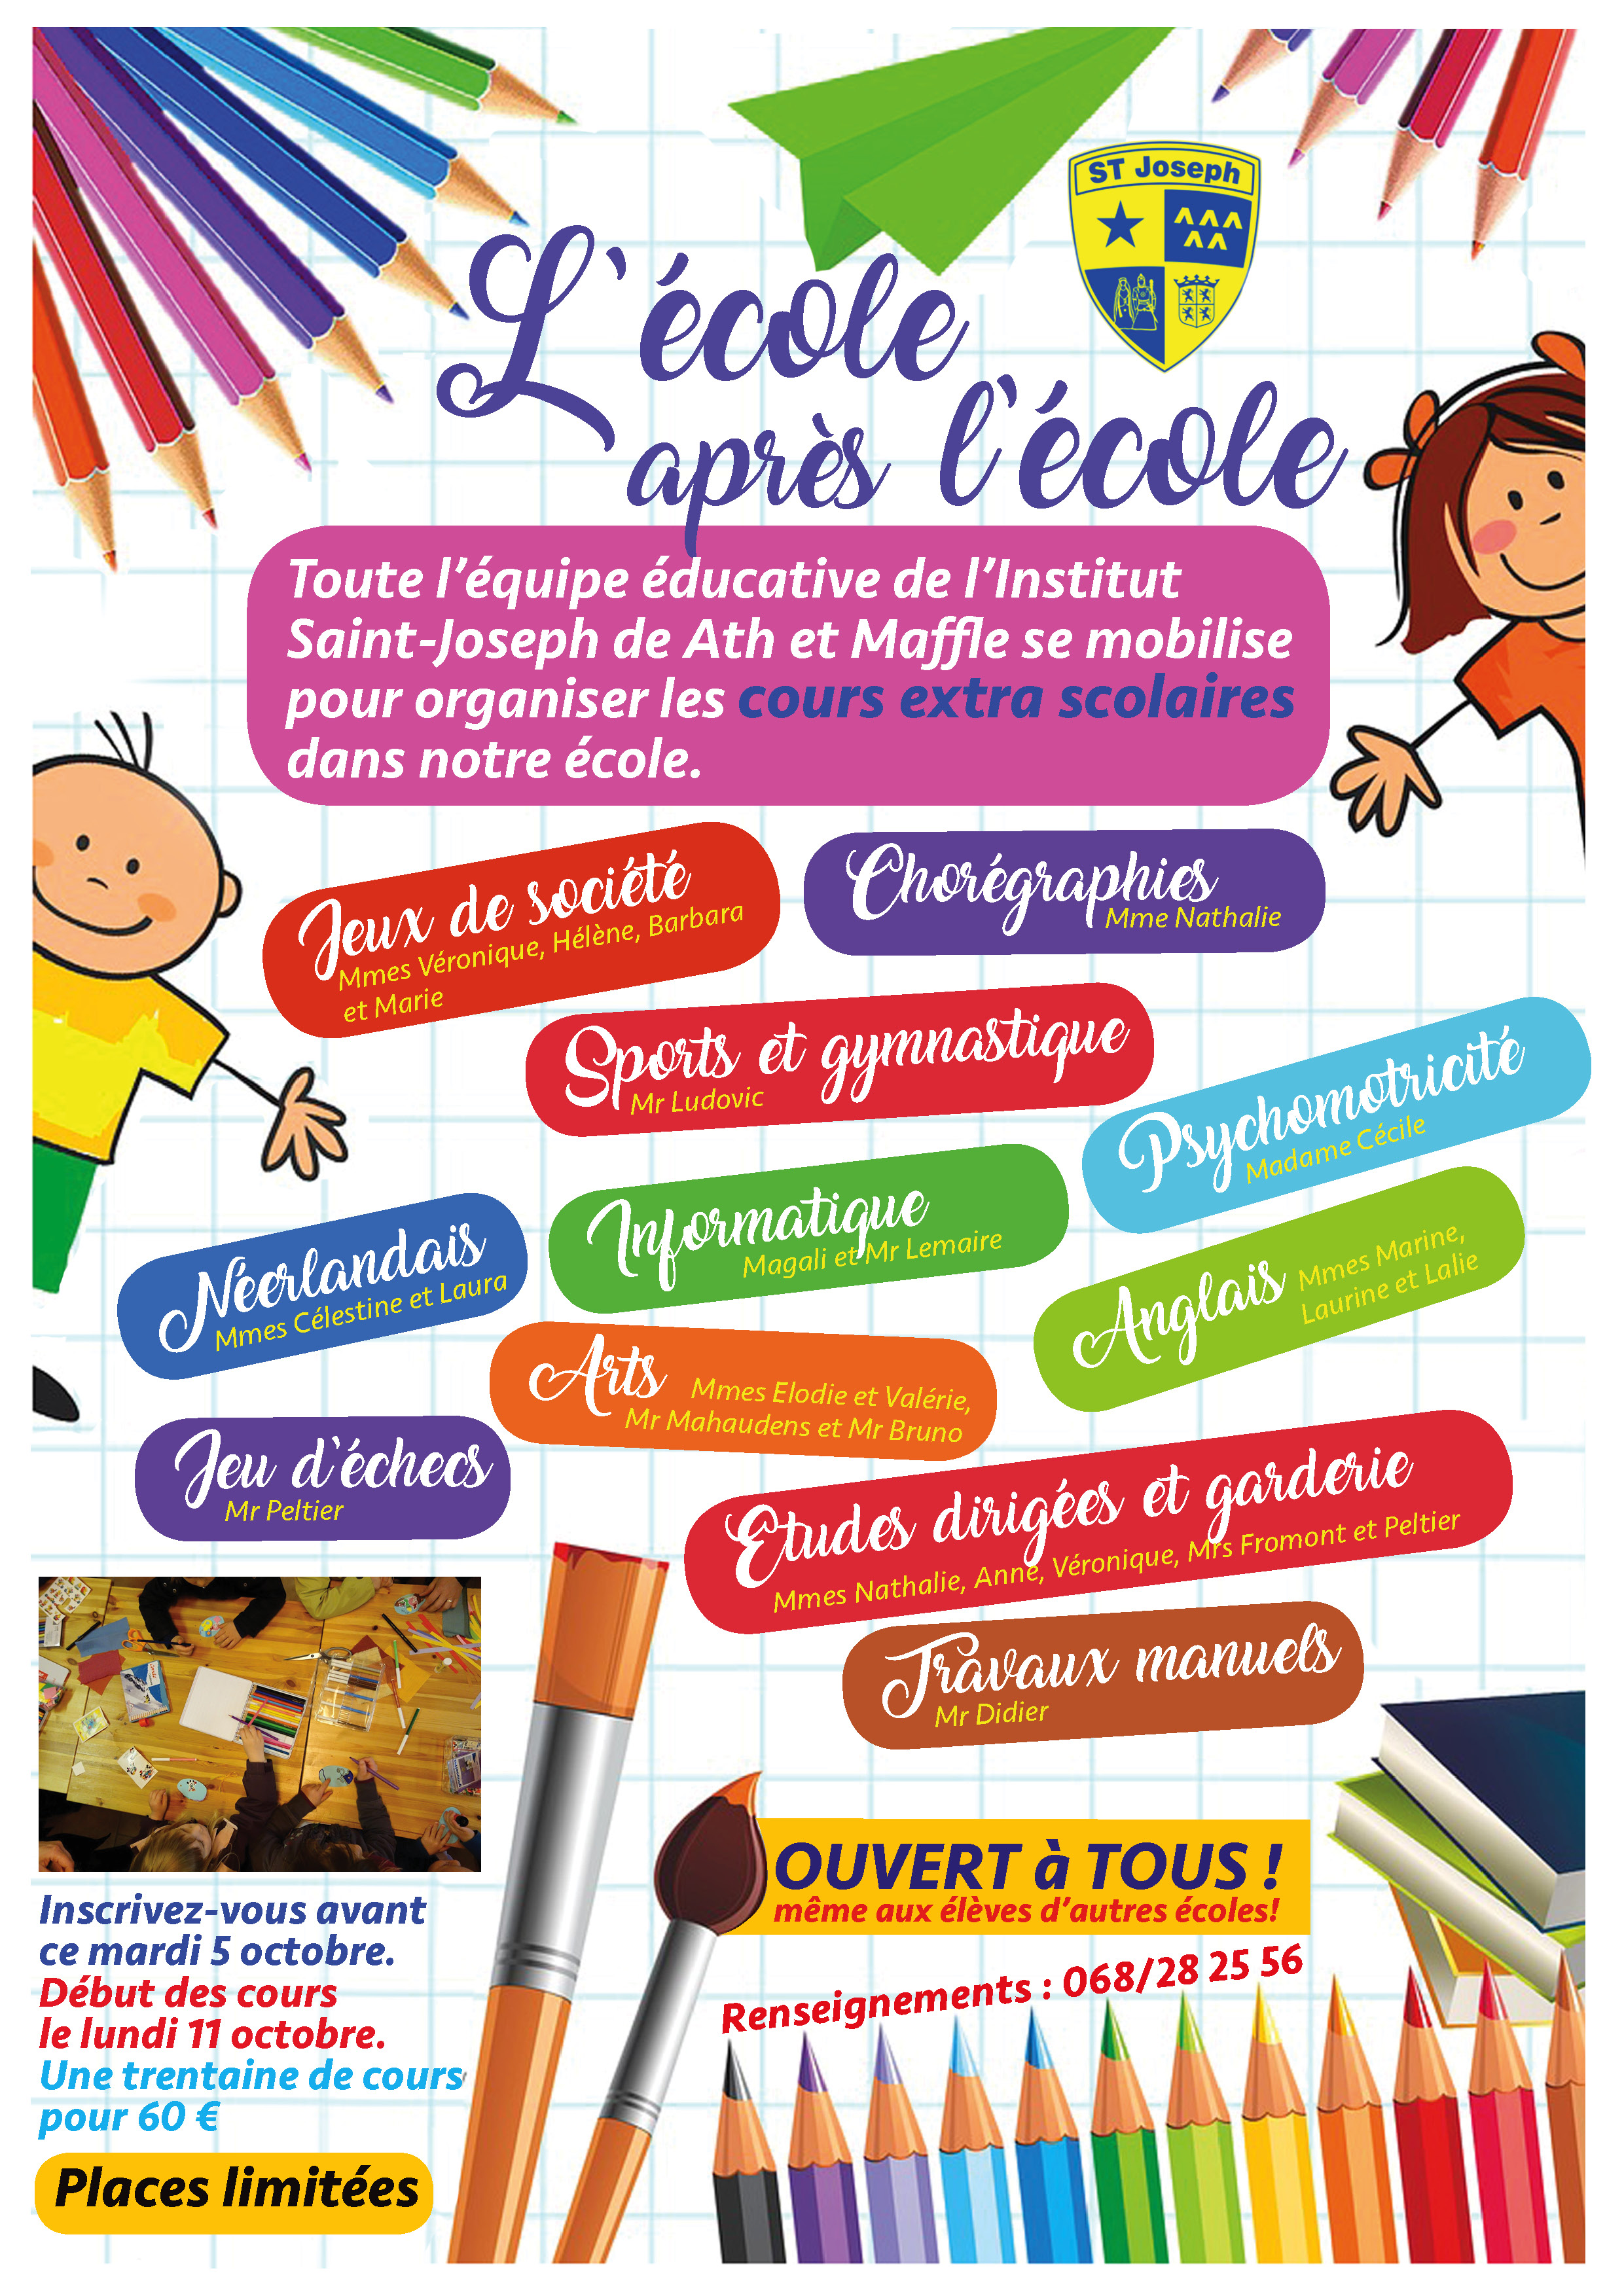 ST Joseph
L'école
après l'école
Toute l'équipe éducative de l'Institut
Saint-Joseph de Ath et Maffle se mobilise
pour organiser les cours extra scolaires
dans notre école.
Jeux de société
Mmes Véronique, Hélène, Barbara
et Marie
Chorégraphies
Mme Nathalie
Sports et gymnastique
Mr Ludovic
Psychomotricité
Madame Cécile
Informatique
Magali et Mr Lemaire
Néerlandais
Mmes Célestine et Laura
Anglais
Mmes Marine,
Laurine et Lalie
Arts
Mmes Elodie et Valérie,
Mr Mahaudens et Mr Bruno
Jeu d'échecs
Mr Peltier
Etudes dirigées et garderie
Mmes Nathalie, Anne, Véronique, Mrs Fromont et Peltier
Travaux manuels
Mr Didier
OUVERT à TOUS !
même aux élèves d'autres écoles!
Renseignements : 068/28 25 56
Inscrivez-vous avant
ce mardi 5 octobre.
Début des cours
le lundi 11 octobre.
Une trentaine de cours
pour 60 €
Places limitées